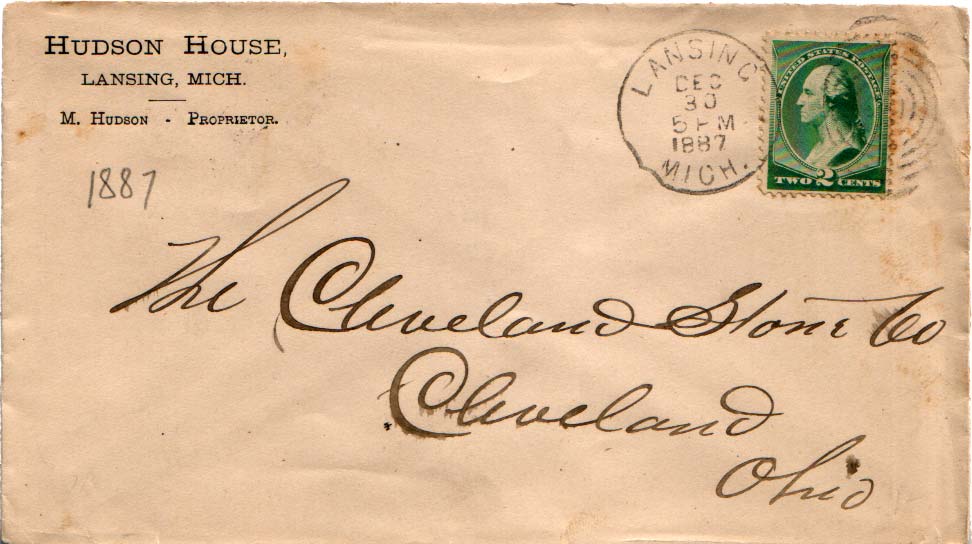 HUDSON HOUSE,
LANSING, MICH.
M. HUDSON - PROPRIETOR.
1887
LANSING
DEC
30
5 PM
1887
MICH.
UNITED STATES POSTAGE
TWO 2 CENTS
The Cleveland Stone Co
Cleveland
Ohio